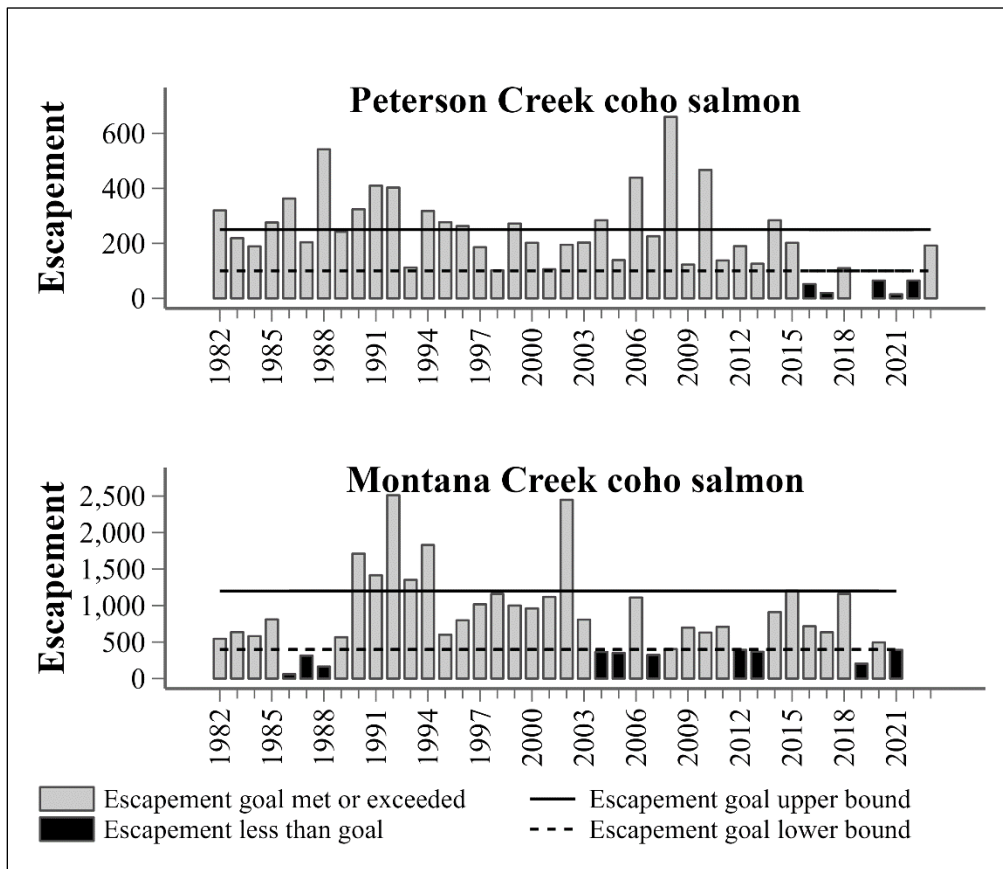 Peterson Creek coho salmon
Escapement
600
400
200
0
1982 1985 1988 1991 1994 1997 2000 2003 2006 2009 2012 2015 2018 2021
Montana Creek coho salmon
Escapement
2,500
2,000
1,500
1,000
500
0
1982 1985 1988 1991 1994 1997 2000 2003 2006 2009 2012 2015 2018 2021
Escapement goal met or exceeded
Escapement goal upper bound
Escapement less than goal
Escapement goal lower bound